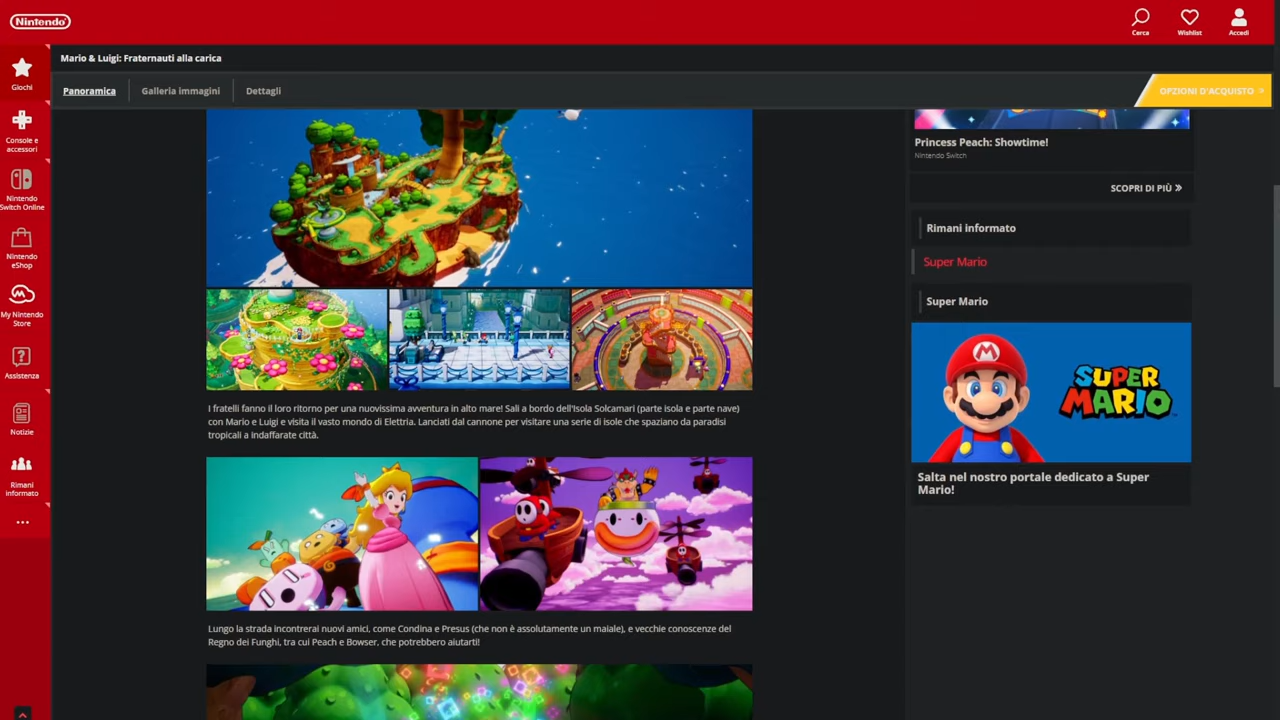 Nintendo
Cerca
Wishlist
Accedi
Mario & Luigi: Fraternauti alla carica
Giochi
Console e
accessori
Nintendo
Switch Online
Nintendo
eShop
My Nintendo
Store
Assistenza
Notizie
Rimani
informato
Panoramica
Galleria immagini
Dettagli
OPZIONI D'ACQUISTO »
I fratelli fanno il loro ritorno per una nuovissima avventura in alto mare! Sali a bordo dell'Isola Solcamari (parte isola e parte nave)
con Mario e Luigi e visita il vasto mondo di Elettria. Lanciati dal cannone per visitare una serie di isole che spaziano da paradisi
tropicali a indaffarate città.
Lungo la strada incontrerai nuovi amici, come Condina e Presus (che non è assolutamente un maiale), e vecchie conoscenze del
Regno dei Funghi, tra cui Peach e Bowser, che potrebbero aiutarti!
Princess Peach: Showtime!
Nintendo Switch
SCOPRI DI PIÙ »
Rimani informato
Super Mario
Super Mario
M
SUPER
MARIO
Salta nel nostro portale dedicato a Super
Mario!